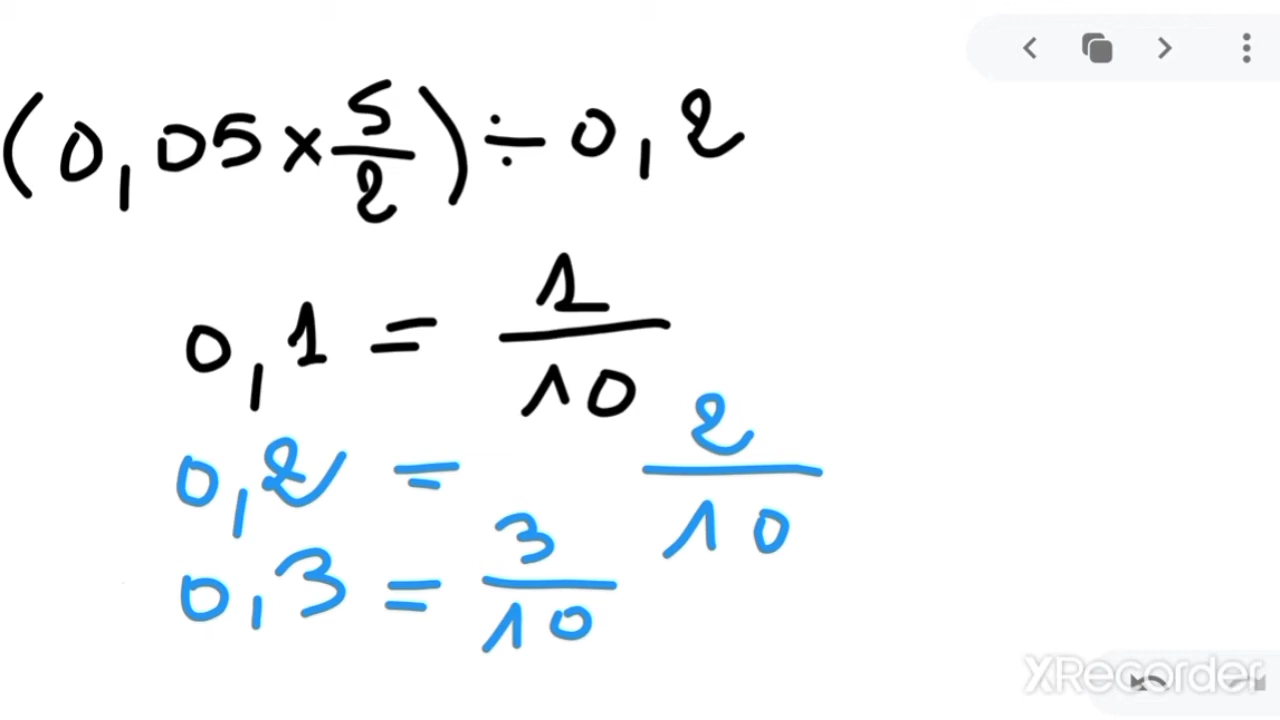 (0,05 × 5/2) ÷ 0,2
0,1 = 1/10
0,2 = 2/10
0,3 = 3/10
XRecorder